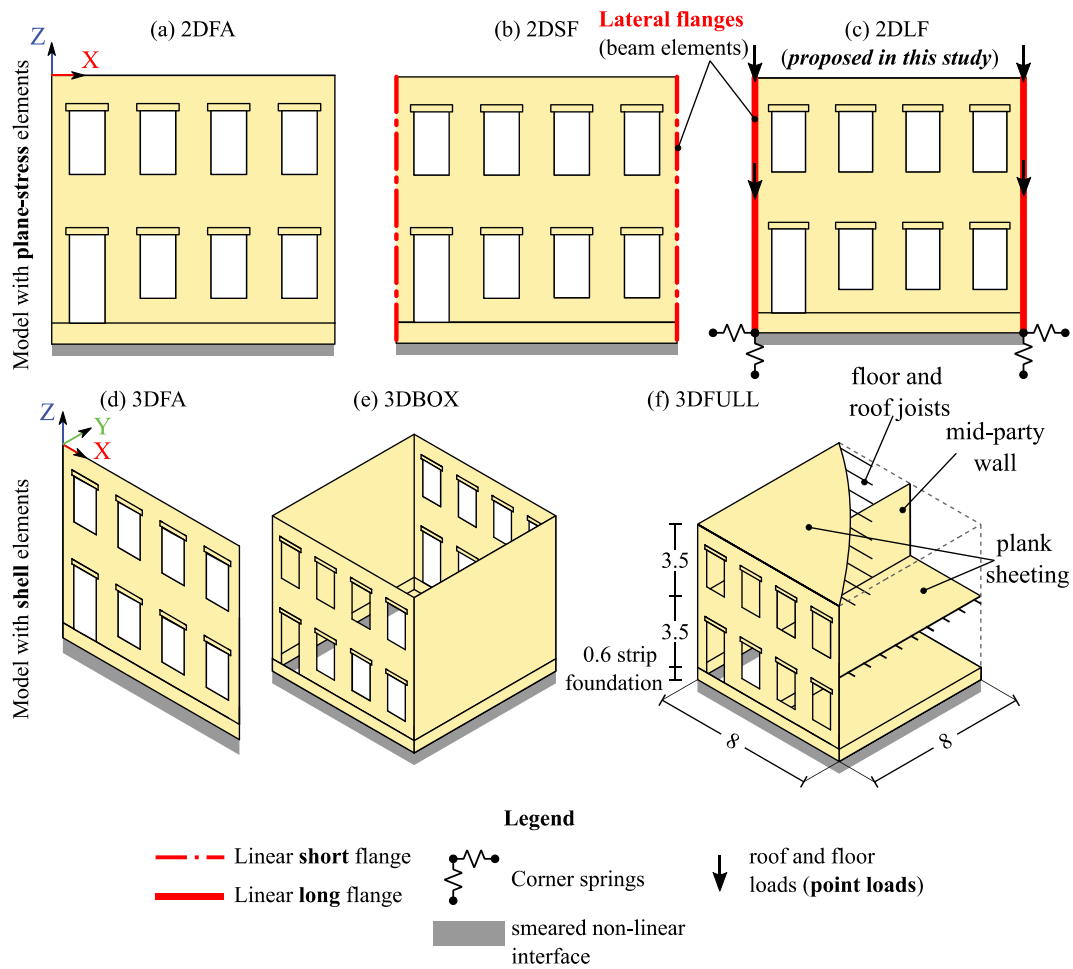 (a) 2DFA
(b) 2DSF
Lateral flanges
(beam elements)
(c) 2DLF
(proposed in this study)
Z
X
Model with plane-stress elements
(d) 3DFA
(e) 3DBOX
(f) 3DFULL
Z
Y
X
floor and
roof joists
mid-party
wall
plank
sheeting
3.5
3.5
0.6 strip
foundation
8
8
Model with shell elements
Legend
Linear short flange
Linear long flange
Corner springs
smeared non-linear
interface
roof and floor
loads (point loads)